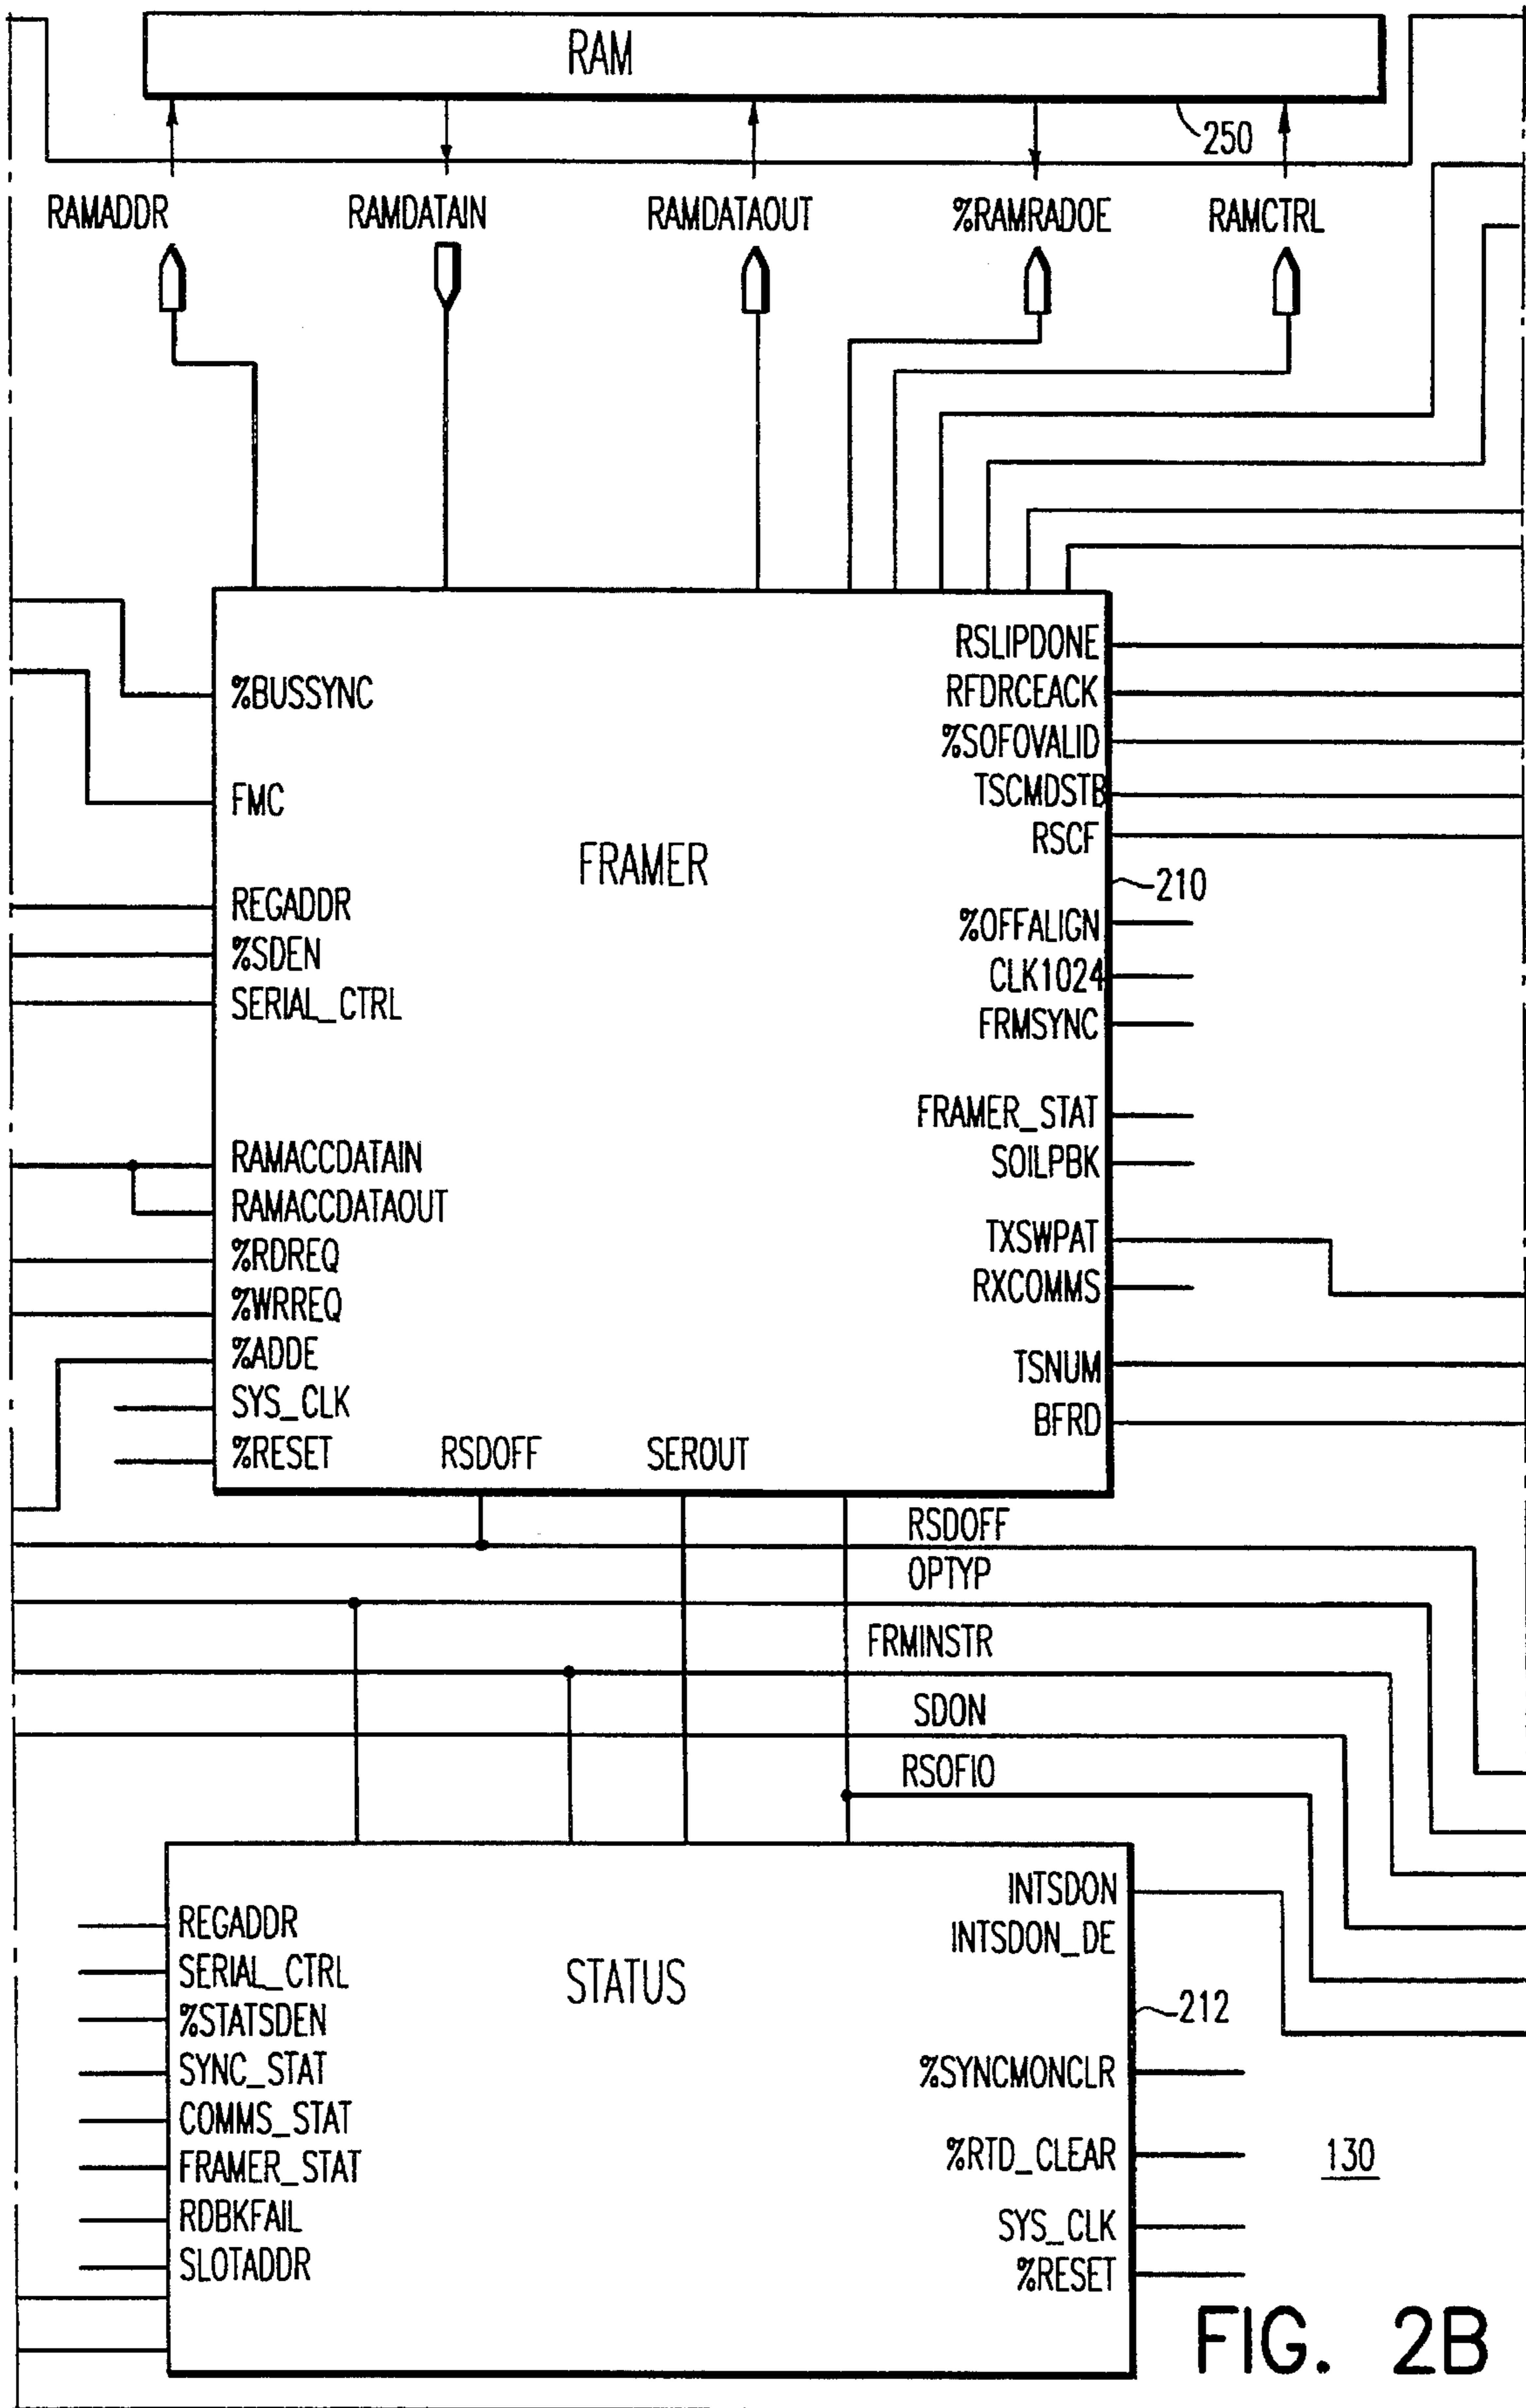 RAM
250
RAMADDR
RAMDATAIN
RAMDATAOUT
%RAMRADOE
RAMCTRL
FRAMER
210
%BUSSYNC
FMC
REGADDR
%SDEN
SERIAL_CTRL
RAMACCDATAIN
RAMACCDATAOUT
%RDREQ
%WRREQ
%ADDE
SYS_CLK
%RESET
RSDOFF
SEROUT
RSLIPDONE
RFDRCEACK
%SOFOVALID
TSCMDSTB
RSCF
%OFFALIGN
CLK1024
FRMSYNC
FRAMER_STAT
SOILPBK
TXSWPAT
RXCOMMS
TSNUM
BFRD
RSDOFF
OPTYP
FRMINSTR
SDON
RSOFIO
STATUS
212
REGADDR
SERIAL_CTRL
%STATSDEN
SYNC_STAT
COMMS_STAT
FRAMER_STAT
RDBKFAIL
SLOTADDR
INTSDON
INTSDON_DE
%SYNCMONCLR
%RTD_CLEAR
SYS_CLK
%RESET
130
FIG. 2B